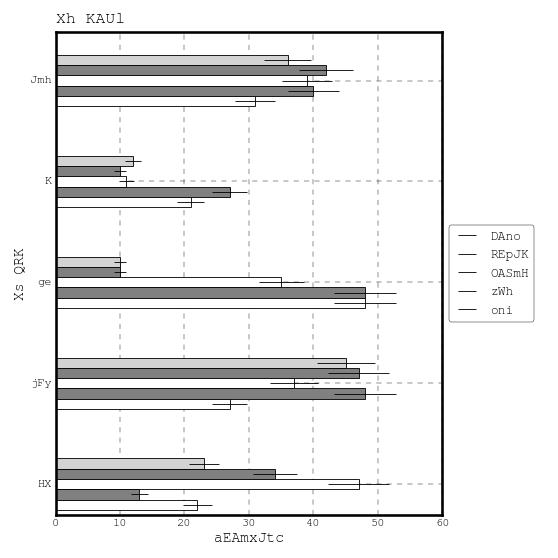 Xh KAUl
Jmh
K
ge
jFy
HX
Xs QRK
0 10 20 30 40 50 60
aEAmxJtc
DAno
REpJK
OASmH
zWh
oni